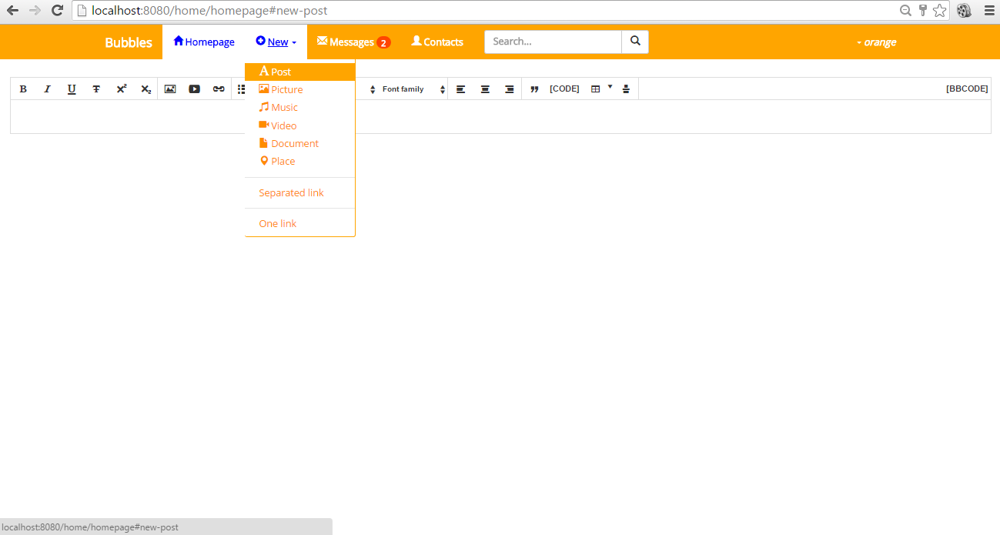 localhost:8080/home/homepage#new-post
Bubbles Homepage New Messages 2 Contacts Search... orange
B I U T X² X₂ Font family [CODE] [BBCODE]
A Post
Picture
Music
Video
Document
Place
Separated link
One link
localhost:8080/home/homepage#new-post